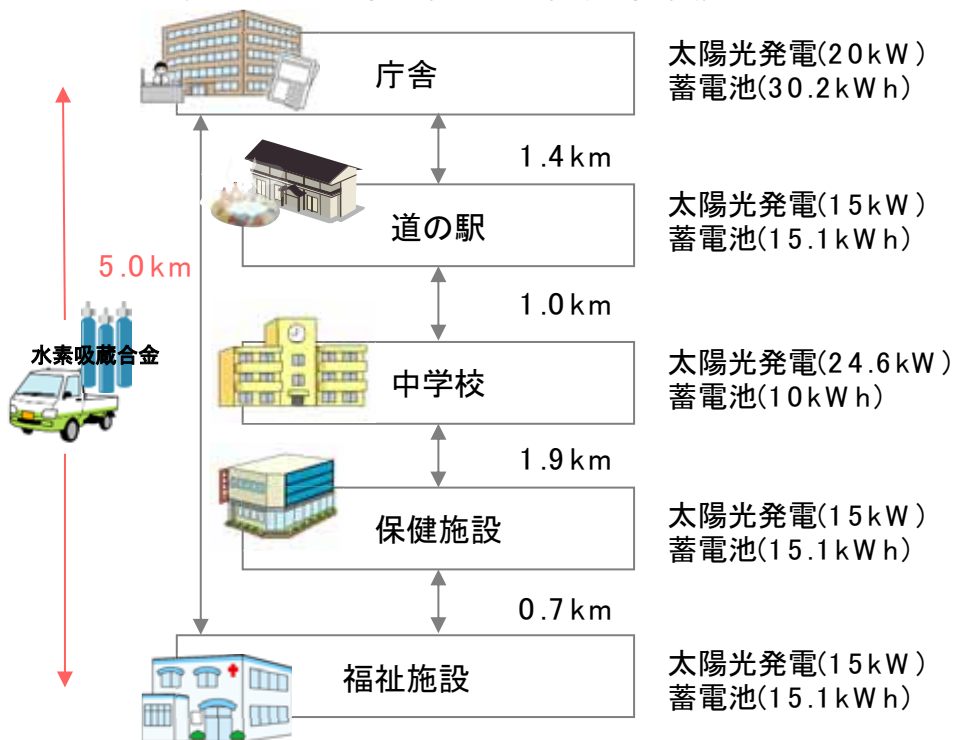 庁舎
太陽光発電(20kW)
蓄電池(30.2kWh)
1.4km
道の駅
太陽光発電(15kW)
蓄電池(15.1kWh)
5.0km
1.0km
水素吸蔵合金
中学校
太陽光発電(24.6kW)
蓄電池(10kWh)
1.9km
保健施設
太陽光発電(15kW)
蓄電池(15.1kWh)
0.7km
福祉施設
太陽光発電(15kW)
蓄電池(15.1kWh)